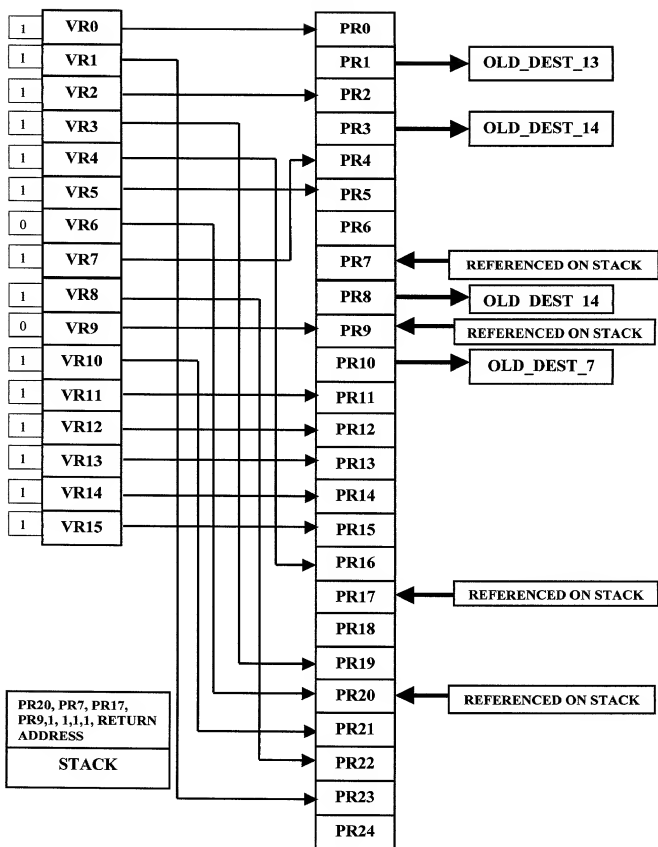 1 VR0 PR0
1 VR1 PR1 OLD_DEST_13
1 VR2 PR2
1 VR3 PR3 OLD_DEST_14
1 VR4 PR4
1 VR5 PR5
0 VR6 PR6
1 VR7 PR7 REFERENCED ON STACK
1 VR8 PR8 OLD DEST 14
0 VR9 PR9 REFERENCED ON STACK
1 VR10 PR10 OLD_DEST_7
1 VR11 PR11
1 VR12 PR12
1 VR13 PR13
1 VR14 PR14
1 VR15 PR15
PR16
PR17 REFERENCED ON STACK
PR18
PR19
PR20 REFERENCED ON STACK
PR21
PR22
PR23
PR24
PR20, PR7, PR17,
PR9,1, 1,1,1, RETURN
ADDRESS
STACK